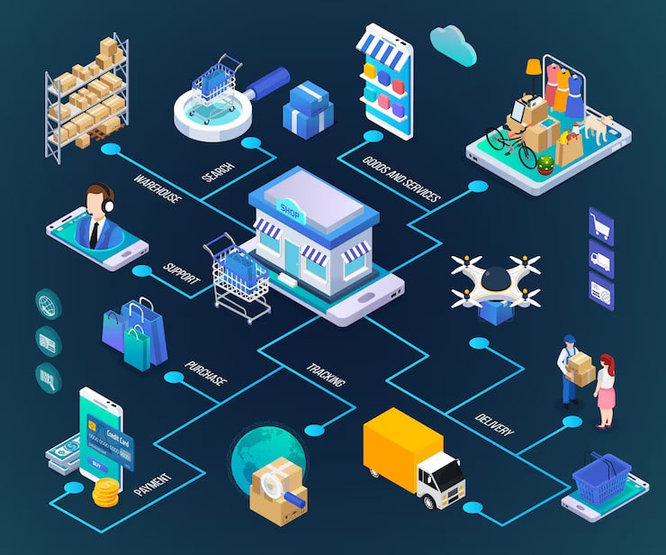 WAREHOUSE
SEARCH
GOODS AND SERVICES
SHOP
SUPPORT
PURCHASE
TRACKING
DELIVERY
Credit Card
BUY
PAYMENT